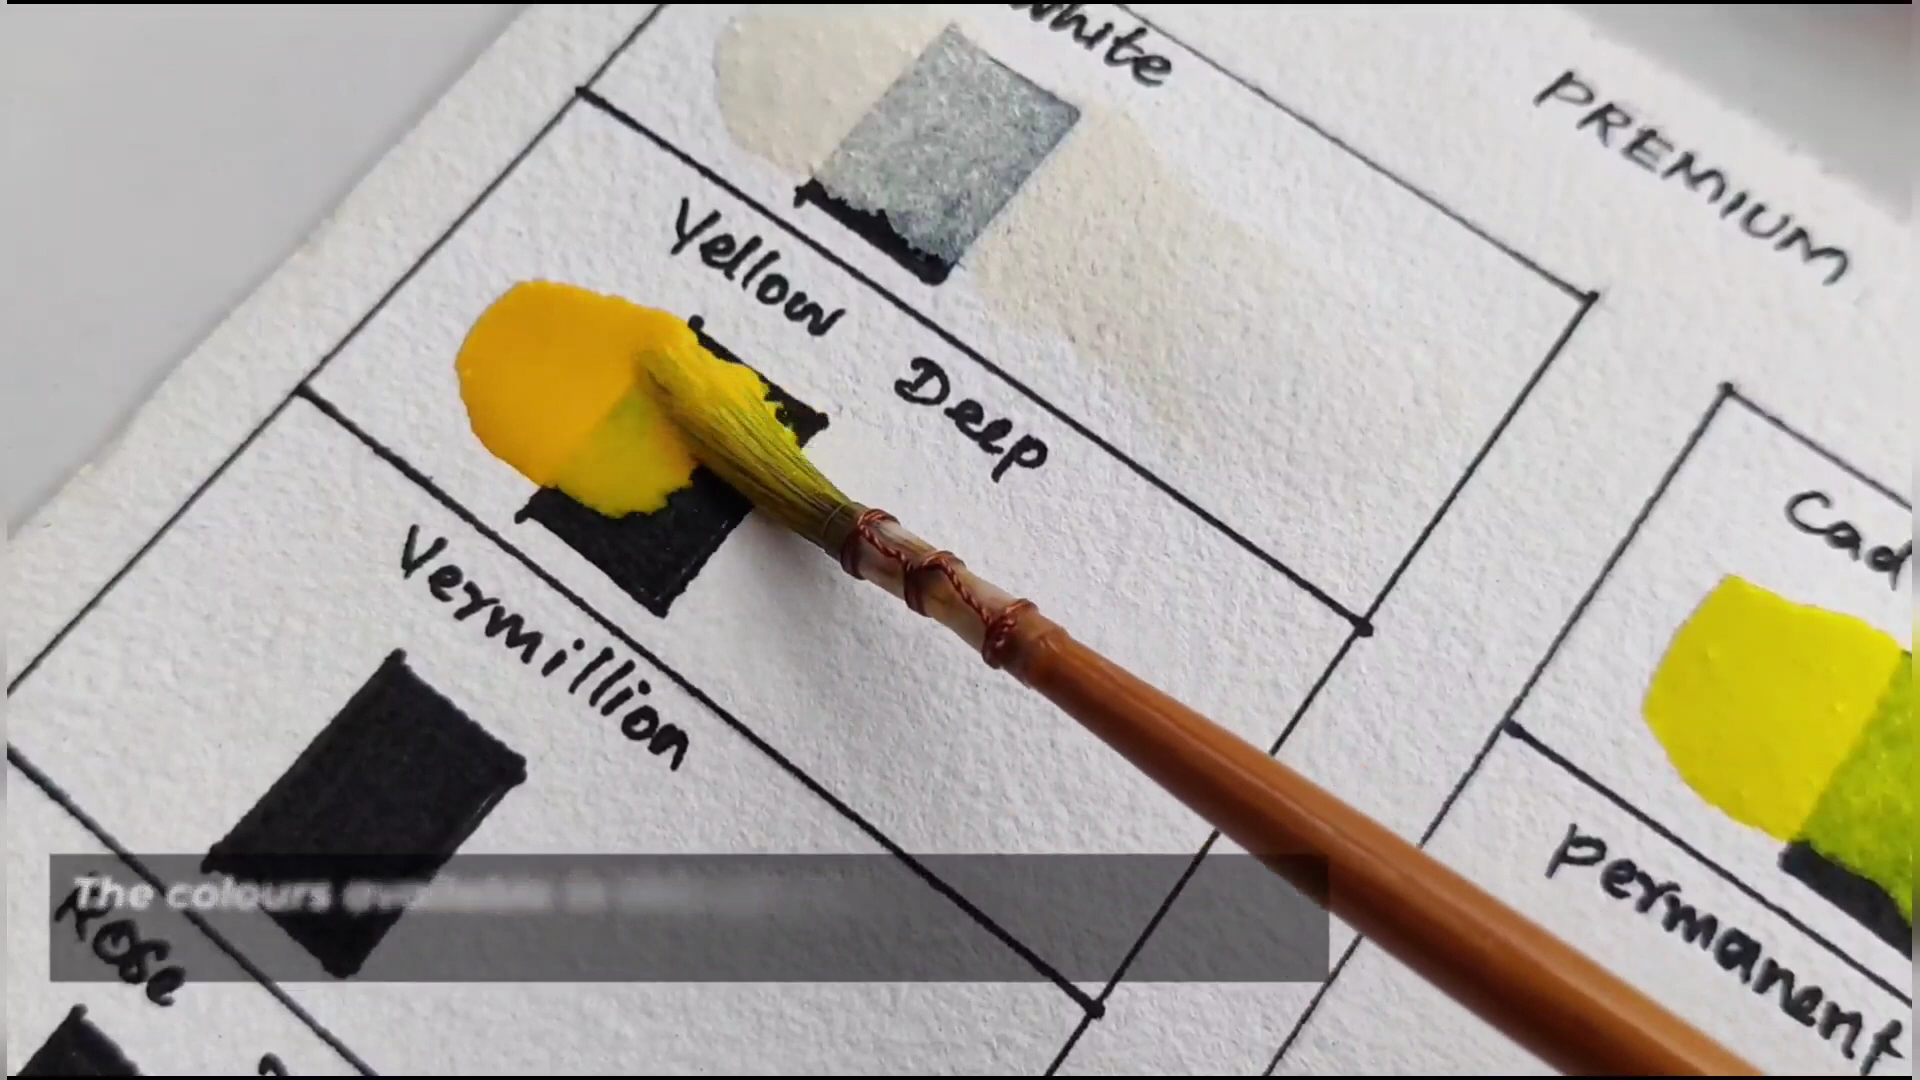 white
PREMIUM
Yellow Deep
Cad
Vermillion
permanent
Rose
The colours